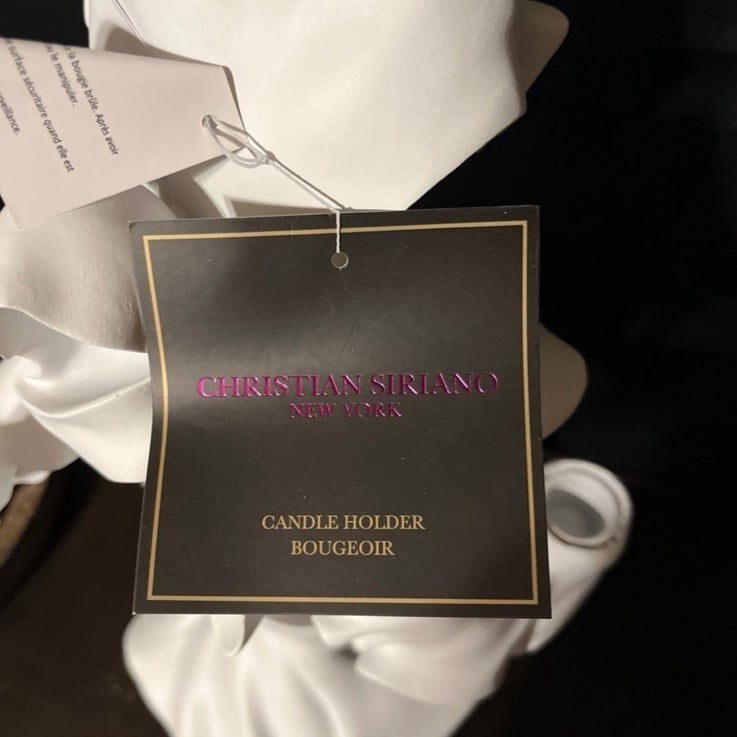 la bougie brûle. Après avoir
le manipuler.
surface sécuritaire quand elle est
CHRISTIAN SIRIANO
NEW YORK
CANDLE HOLDER
BOUGEOIR